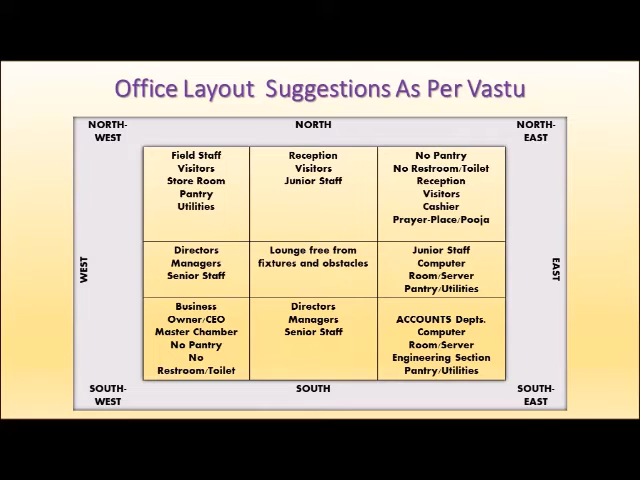 Office Layout  Suggestions As Per Vastu
NORTH-
WEST
NORTH
NORTH-
EAST
Field Staff
Visitors
Store Room
Pantry
Utilities
Reception
Visitors
Junior Staff
No Pantry
No Restroom/Toilet
Reception
Visitors
Cashier
Prayer-Place/Pooja
WEST
Directors
Managers
Senior Staff
Lounge free from
fixtures and obstacles
Junior Staff
Computer
Room/Server
Pantry/Utilities
EAST
Business
Owner/CEO
Master Chamber
No Pantry
No
Restroom/Toilet
Directors
Managers
Senior Staff
ACCOUNTS Depts.
Computer
Room/Server
Engineering Section
Pantry/Utilities
SOUTH-
WEST
SOUTH
SOUTH-
EAST